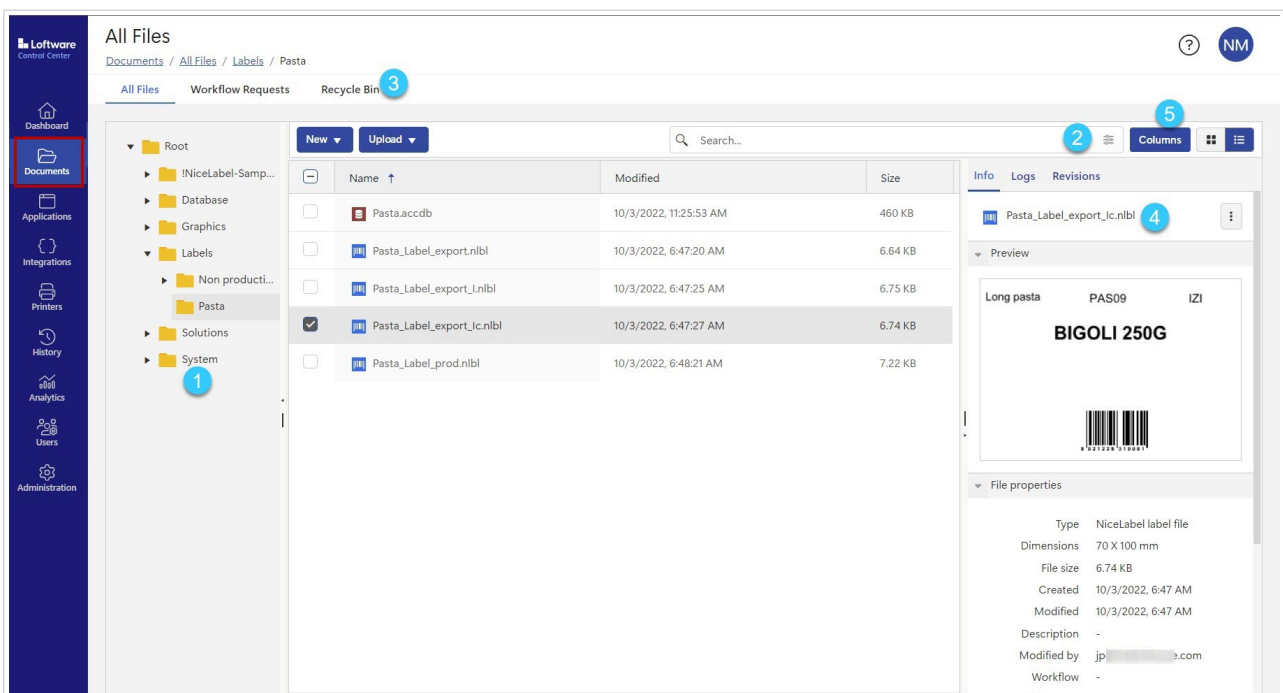 Loftware
Control Center
All Files
Documents / All Files / Labels / Pasta
? NM
All Files Workflow Requests Recycle Bin 3
Dashboard
Documents
Applications
Integrations
Printers
History
Analytics
Users
Administration
Root
!NiceLabel-Samp...
Database
Graphics
Labels
Non producti...
Pasta
Solutions
System
1
New Upload Search... 2 Columns 5
Name ↑ Modified Size
Pasta.accdb 10/3/2022, 11:25:53 AM 460 KB
Pasta_Label_export.nlbl 10/3/2022, 6:47:20 AM 6.64 KB
Pasta_Label_export_I.nlbl 10/3/2022, 6:47:25 AM 6.75 KB
Pasta_Label_export_Ic.nlbl 10/3/2022, 6:47:27 AM 6.74 KB
Pasta_Label_prod.nlbl 10/3/2022, 6:48:21 AM 7.22 KB
Info Logs Revisions
Pasta_Label_export_Ic.nlbl 4
Preview
Long pasta PAS09 IZI
BIGOLI 250G
File properties
Type NiceLabel label file
Dimensions 70 X 100 mm
File size 6.74 KB
Created 10/3/2022, 6:47 AM
Modified 10/3/2022, 6:47 AM
Description -
Modified by jp e.com
Workflow -